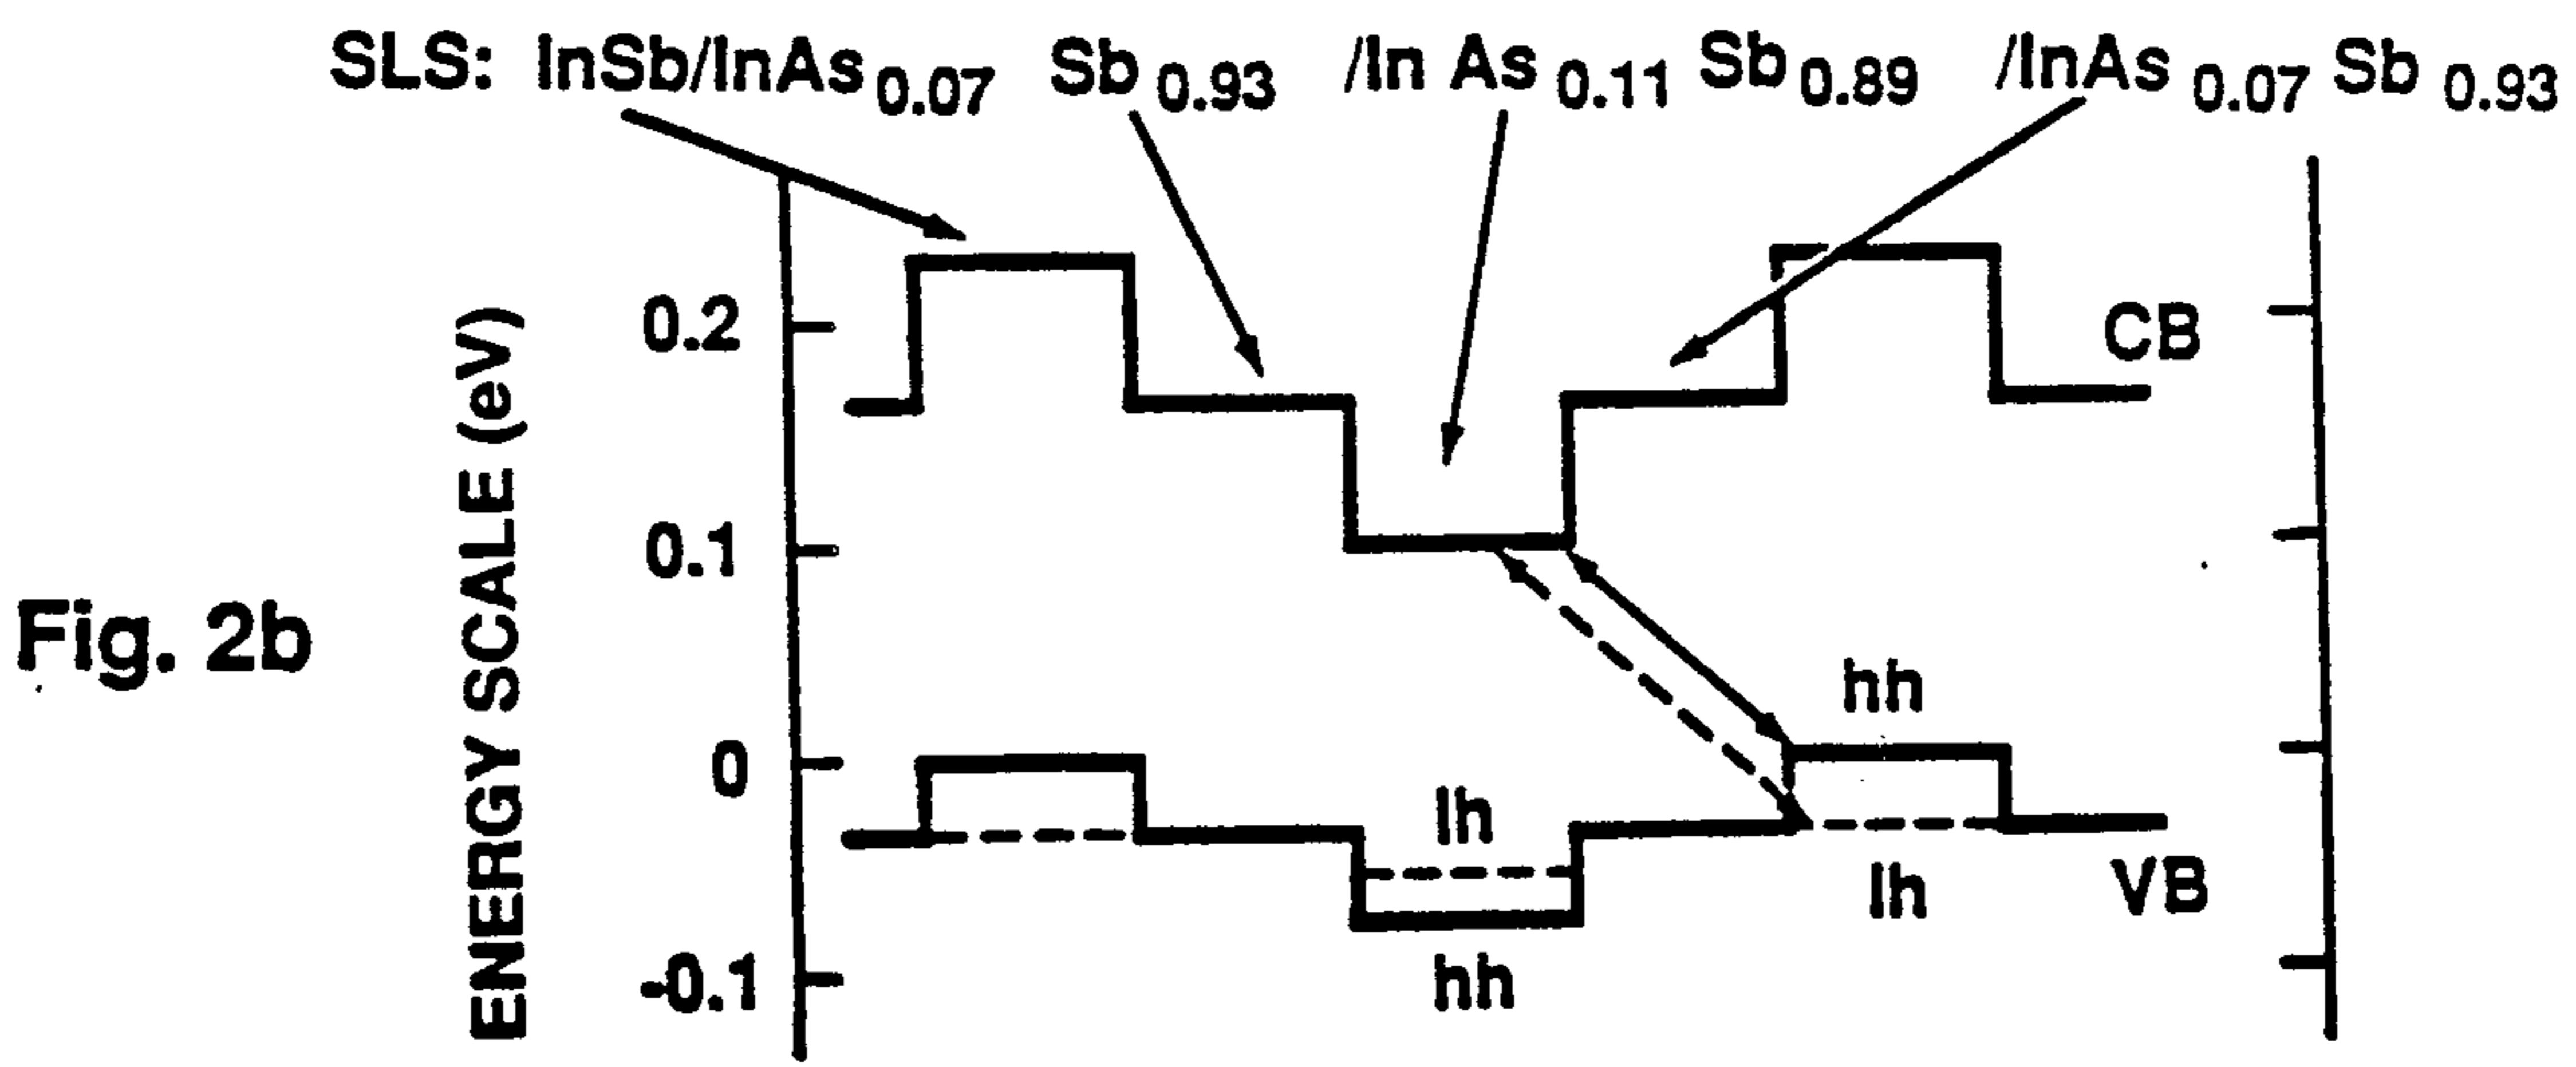 SLS: InSb/InAs 0.07 Sb 0.93 /In As 0.11 Sb 0.89 /InAs 0.07 Sb 0.93
ENERGY SCALE (eV)
0.2
0.1
0
-0.1
CB
hh
lh
lh
VB
hh
Fig. 2b